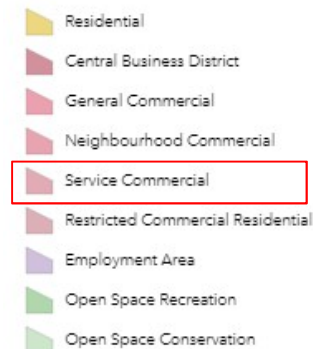 Residential
Central Business District
General Commercial
Neighbourhood Commercial
Service Commercial
Restricted Commercial Residential
Employment Area
Open Space Recreation
Open Space Conservation